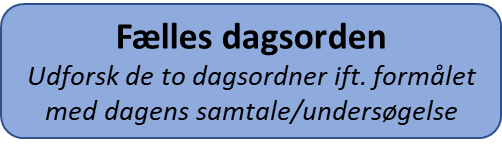 Fælles dagsorden
Udforsk de to dagsordner ift. formålet
med dagens samtale/undersøgelse